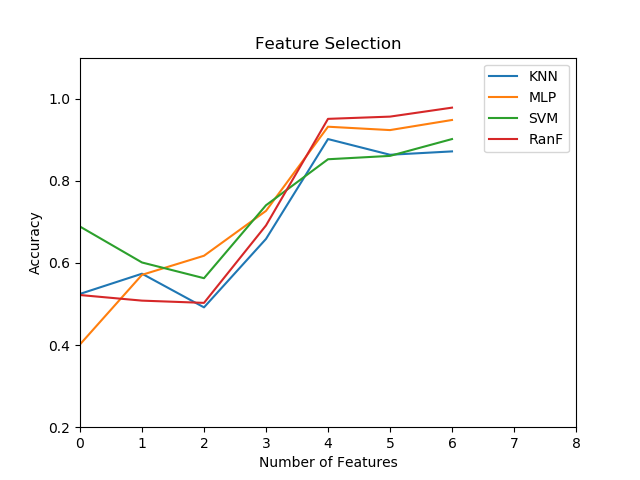 Feature Selection
KNN
MLP
SVM
RanF
1.0
0.8
0.6
0.4
0.2
Accuracy
0 1 2 3 4 5 6 7 8
Number of Features